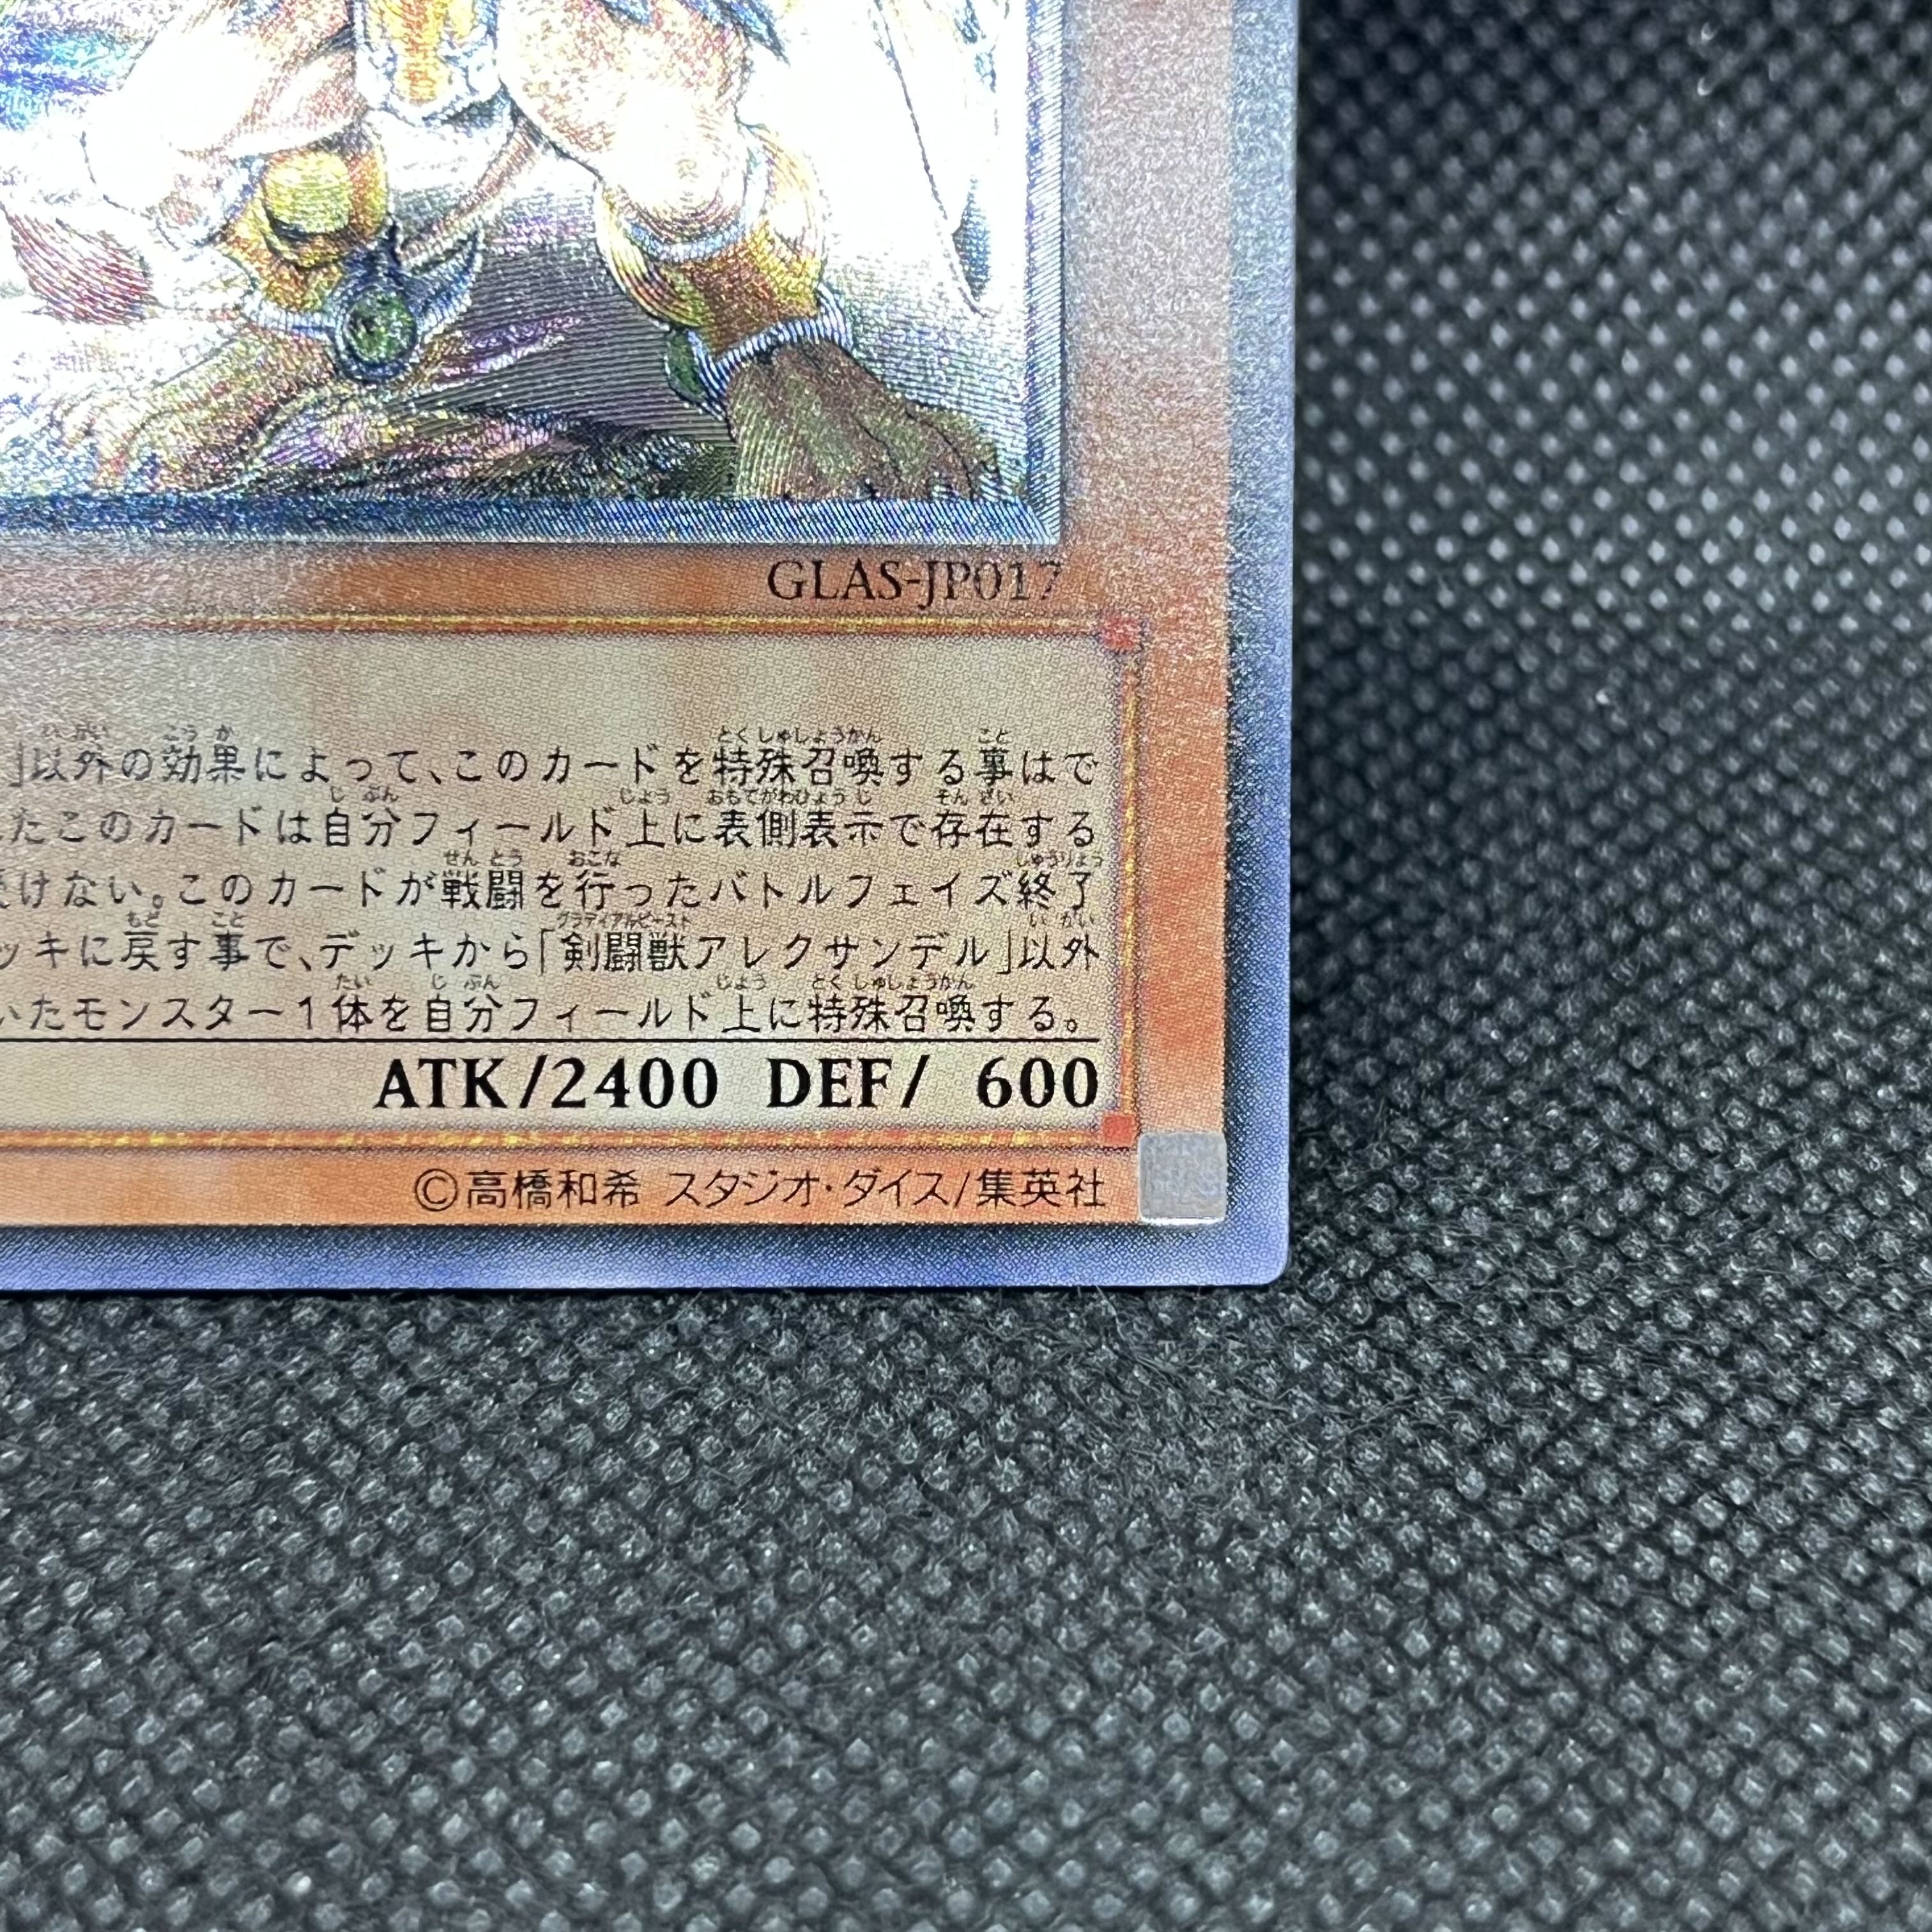 GLAS-JP017
」以外の効果によって、このカードを特殊召喚する事はで
たこのカードは自分フィールド上に表側表示で存在する
けない。このカードが戦闘を行ったバトルフェイズ終了
ッキに戻す事で、デッキから「剣闘獣アレクサンデル」以外
いたモンスター1体を自分フィールド上に特殊召喚する。
ATK/2400 DEF/ 600
©高橋和希 スタジオ・ダイス/集英社